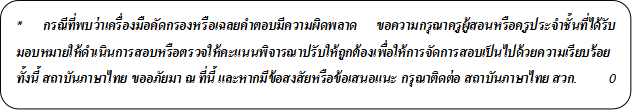 * กรณีที่พบว่าเครื่องมือคัดกรองหรือเฉลยคำตอบมีความผิดพลาด ขอความกรุณาครูผู้สอนหรือครูประจำชั้นที่ได้รับ
มอบหมายให้ดำเนินการสอบหรือตรวจให้คะแนนพิจารณาปรับให้ถูกต้องเพื่อให้การจัดการสอบเป็นไปด้วยความเรียบร้อย
ทั้งนี้ สถาบันภาษาไทย ขออภัยมา ณ ที่นี้ และหากมีข้อสงสัยหรือข้อเสนอแนะ กรุณาติดต่อ สถาบันภาษาไทย สวก. 0